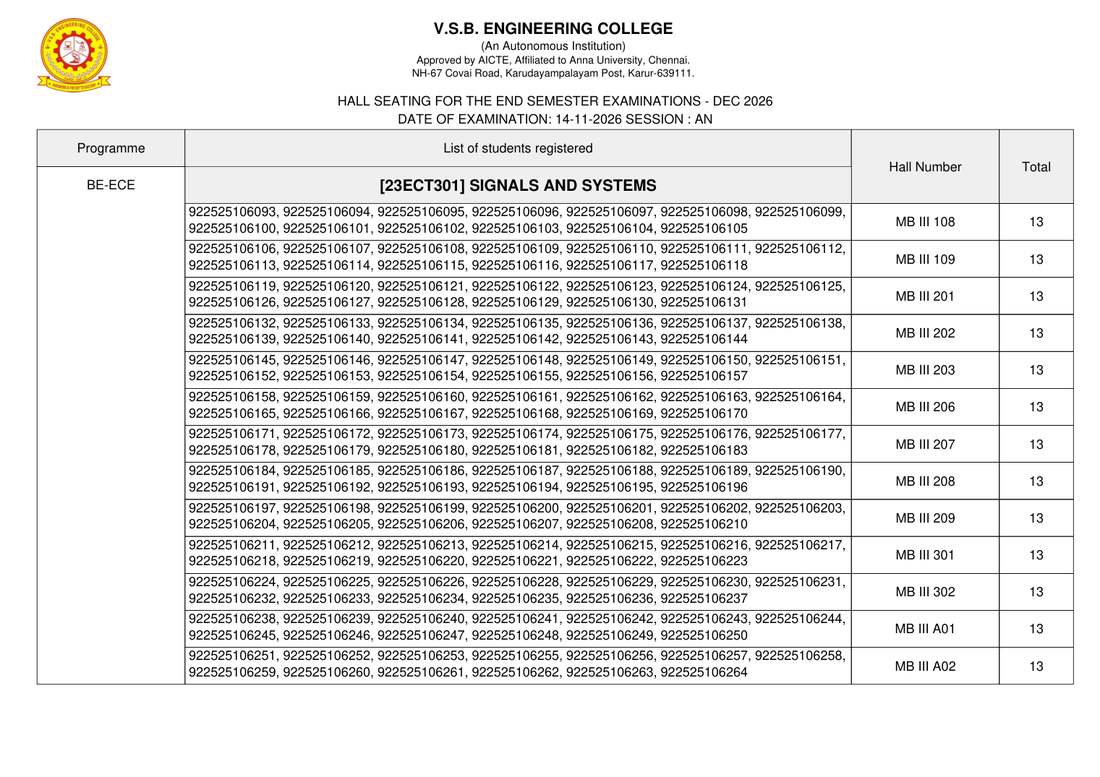 V.S.B. ENGINEERING COLLEGE
(An Autonomous Institution)
Approved by AICTE, Affiliated to Anna University, Chennai.
NH-67 Covai Road, Karudayampalayam Post, Karur-639111.
HALL SEATING FOR THE END SEMESTER EXAMINATIONS - DEC 2026
DATE OF EXAMINATION: 14-11-2026 SESSION : AN
Programme List of students registered Hall Number Total
BE-ECE [23ECT301] SIGNALS AND SYSTEMS
922525106093, 922525106094, 922525106095, 922525106096, 922525106097, 922525106098, 922525106099,
922525106100, 922525106101, 922525106102, 922525106103, 922525106104, 922525106105
MB III 108 13
922525106106, 922525106107, 922525106108, 922525106109, 922525106110, 922525106111, 922525106112,
922525106113, 922525106114, 922525106115, 922525106116, 922525106117, 922525106118
MB III 109 13
922525106119, 922525106120, 922525106121, 922525106122, 922525106123, 922525106124, 922525106125,
922525106126, 922525106127, 922525106128, 922525106129, 922525106130, 922525106131
MB III 201 13
922525106132, 922525106133, 922525106134, 922525106135, 922525106136, 922525106137, 922525106138,
922525106139, 922525106140, 922525106141, 922525106142, 922525106143, 922525106144
MB III 202 13
922525106145, 922525106146, 922525106147, 922525106148, 922525106149, 922525106150, 922525106151,
922525106152, 922525106153, 922525106154, 922525106155, 922525106156, 922525106157
MB III 203 13
922525106158, 922525106159, 922525106160, 922525106161, 922525106162, 922525106163, 922525106164,
922525106165, 922525106166, 922525106167, 922525106168, 922525106169, 922525106170
MB III 206 13
922525106171, 922525106172, 922525106173, 922525106174, 922525106175, 922525106176, 922525106177,
922525106178, 922525106179, 922525106180, 922525106181, 922525106182, 922525106183
MB III 207 13
922525106184, 922525106185, 922525106186, 922525106187, 922525106188, 922525106189, 922525106190,
922525106191, 922525106192, 922525106193, 922525106194, 922525106195, 922525106196
MB III 208 13
922525106197, 922525106198, 922525106199, 922525106200, 922525106201, 922525106202, 922525106203,
922525106204, 922525106205, 922525106206, 922525106207, 922525106208, 922525106210
MB III 209 13
922525106211, 922525106212, 922525106213, 922525106214, 922525106215, 922525106216, 922525106217,
922525106218, 922525106219, 922525106220, 922525106221, 922525106222, 922525106223
MB III 301 13
922525106224, 922525106225, 922525106226, 922525106228, 922525106229, 922525106230, 922525106231,
922525106232, 922525106233, 922525106234, 922525106235, 922525106236, 922525106237
MB III 302 13
922525106238, 922525106239, 922525106240, 922525106241, 922525106242, 922525106243, 922525106244,
922525106245, 922525106246, 922525106247, 922525106248, 922525106249, 922525106250
MB III A01 13
922525106251, 922525106252, 922525106253, 922525106255, 922525106256, 922525106257, 922525106258,
922525106259, 922525106260, 922525106261, 922525106262, 922525106263, 922525106264
MB III A02 13